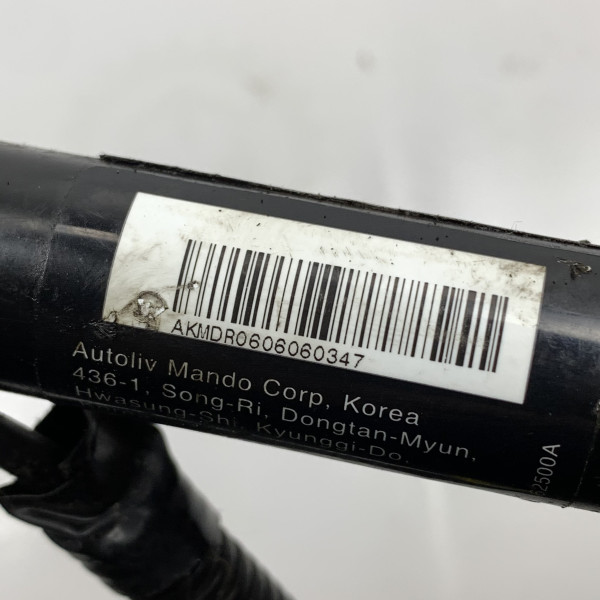 AKMDR0606060347
Autoliv Mando Corp, Korea
436-1, Song-Ri, Dongtan-Myun,
Hwasung-Shi, Kyunggi-Do,